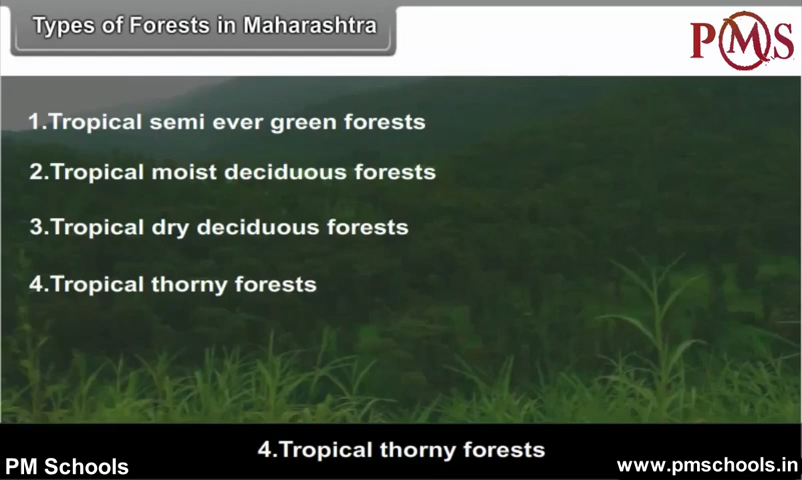 Types of Forests in Maharashtra
PMS
1.Tropical semi ever green forests
2.Tropical moist deciduous forests
3.Tropical dry deciduous forests
4.Tropical thorny forests
4.Tropical thorny forests
PM Schools
www.pmschools.in